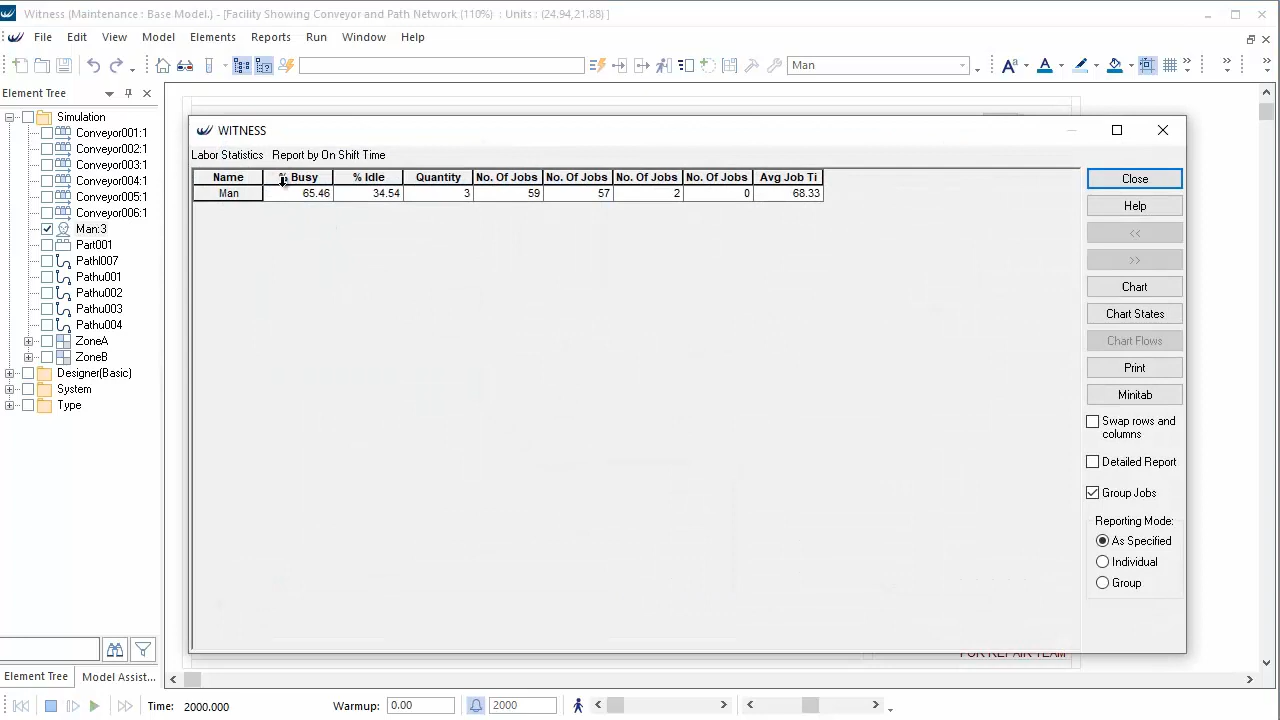 Witness (Maintenance : Base Model.) - [Facility Showing Conveyor and Path Network (110%) : Units : (24.94,21.88) ]
File Edit View Model Elements Reports Run Window Help
Man
Element Tree
Simulation
Conveyor001:1
Conveyor002:1
Conveyor003:1
Conveyor004:1
Conveyor005:1
Conveyor006:1
Man:3
Part001
Pathl007
Pathu001
Pathu002
Pathu003
Pathu004
ZoneA
ZoneB
Designer(Basic)
System
Type
Element Tree Model Assist...
WITNESS
Labor Statistics Report by On Shift Time
Name % Busy % Idle Quantity No. Of Jobs No. Of Jobs No. Of Jobs No. Of Jobs Avg Job Ti
Man 65.46 34.54 3 59 57 2 0 68.33
Close
Help
<<
>>
Chart
Chart States
Chart Flows
Print
Minitab
Swap rows and
columns
Detailed Report
Group Jobs
Reporting Mode:
As Specified
Individual
Group
FOR REPAIR TEAM
Time: 2000.000 Warmup: 0.00 2000